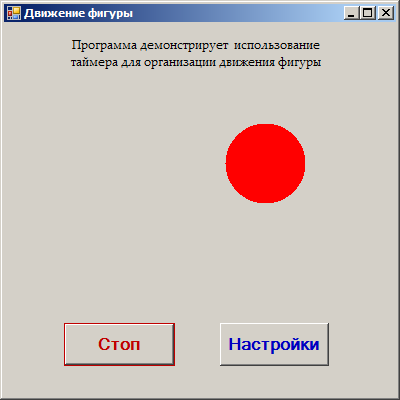 Движение фигуры
Программа демонстрирует использование
таймера для организации движения фигуры
Стоп
Настройки